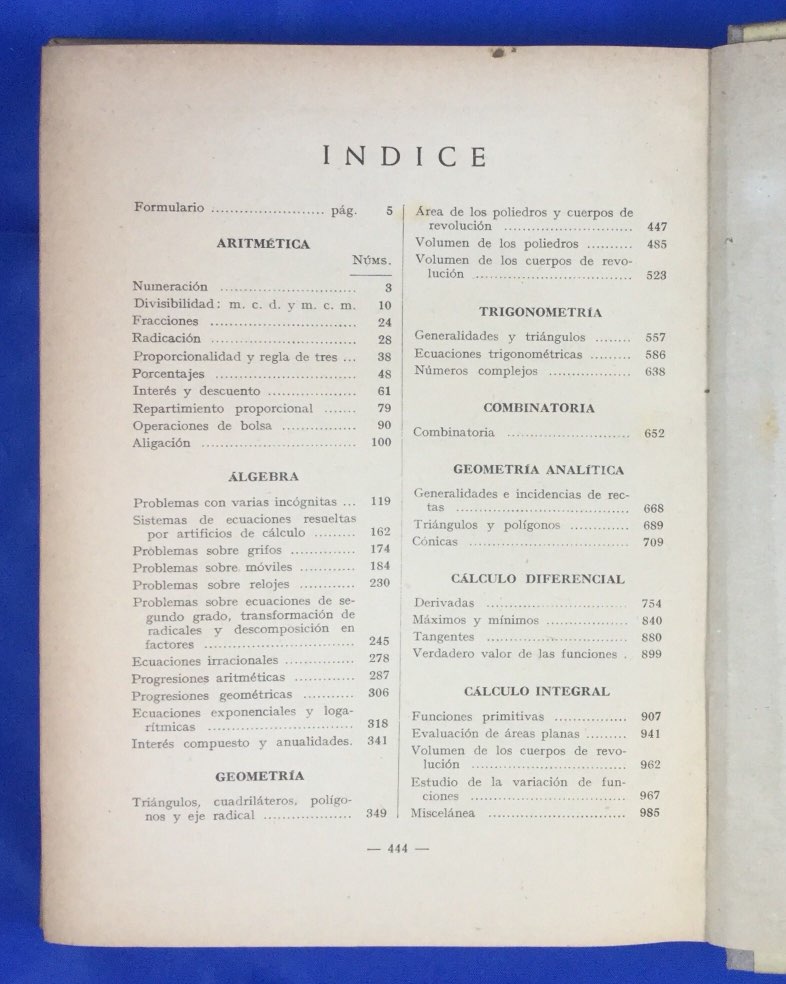 INDICE
Formulario ........................ pág. 5
ARITMÉTICA
NÚMS.
Numeración ............................ 3
Divisibilidad: m. c. d. y m. c. m. 10
Fracciones .............................. 24
Radicación .............................. 28
Proporcionalidad y regla de tres ... 38
Porcentajes ............................. 48
Interés y descuento ................... 61
Repartimiento proporcional ....... 79
Operaciones de bolsa ................ 90
Aligación ................................ 100
ÁLGEBRA
Problemas con varias incógnitas ... 119
Sistemas de ecuaciones resueltas
por artificios de cálculo ......... 162
Problemas sobre grifos .............. 174
Problemas sobre móviles ............ 184
Problemas sobre relojes ............ 230
Problemas sobre ecuaciones de se-
gundo grado, transformación de
radicales y descomposición en
factores ................................ 245
Ecuaciones irracionales .............. 278
Progresiones aritméticas ............ 287
Progresiones geométricas ........... 306
Ecuaciones exponenciales y loga-
rítmicas ............................... 318
Interés compuesto y anualidades. 341
GEOMETRÍA
Triángulos, cuadriláteros, polígo-
nos y eje radical ................... 349
Área de los poliedros y cuerpos de
revolución ........................... 447
Volumen de los poliedros .......... 485
Volumen de los cuerpos de revo-
lución ................................. 523
TRIGONOMETRÍA
Generalidades y triángulos ........ 557
Ecuaciones trigonométricas ......... 586
Números complejos ................. 638
COMBINATORIA
Combinatoria .......................... 652
GEOMETRÍA ANALÍTICA
Generalidades e incidencias de rec-
tas .................................... 668
Triángulos y polígonos ............ 689
Cónicas ................................. 709
CÁLCULO DIFERENCIAL
Derivadas ............................. 754
Máximos y mínimos ................. 840
Tangentes ............................. 880
Verdadero valor de las funciones . 899
CÁLCULO INTEGRAL
Funciones primitivas ............... 907
Evaluación de áreas planas ......... 941
Volumen de los cuerpos de revo-
lución ................................ 962
Estudio de la variación de fun-
ciones ................................ 967
Miscelánea ............................. 985
— 444 —